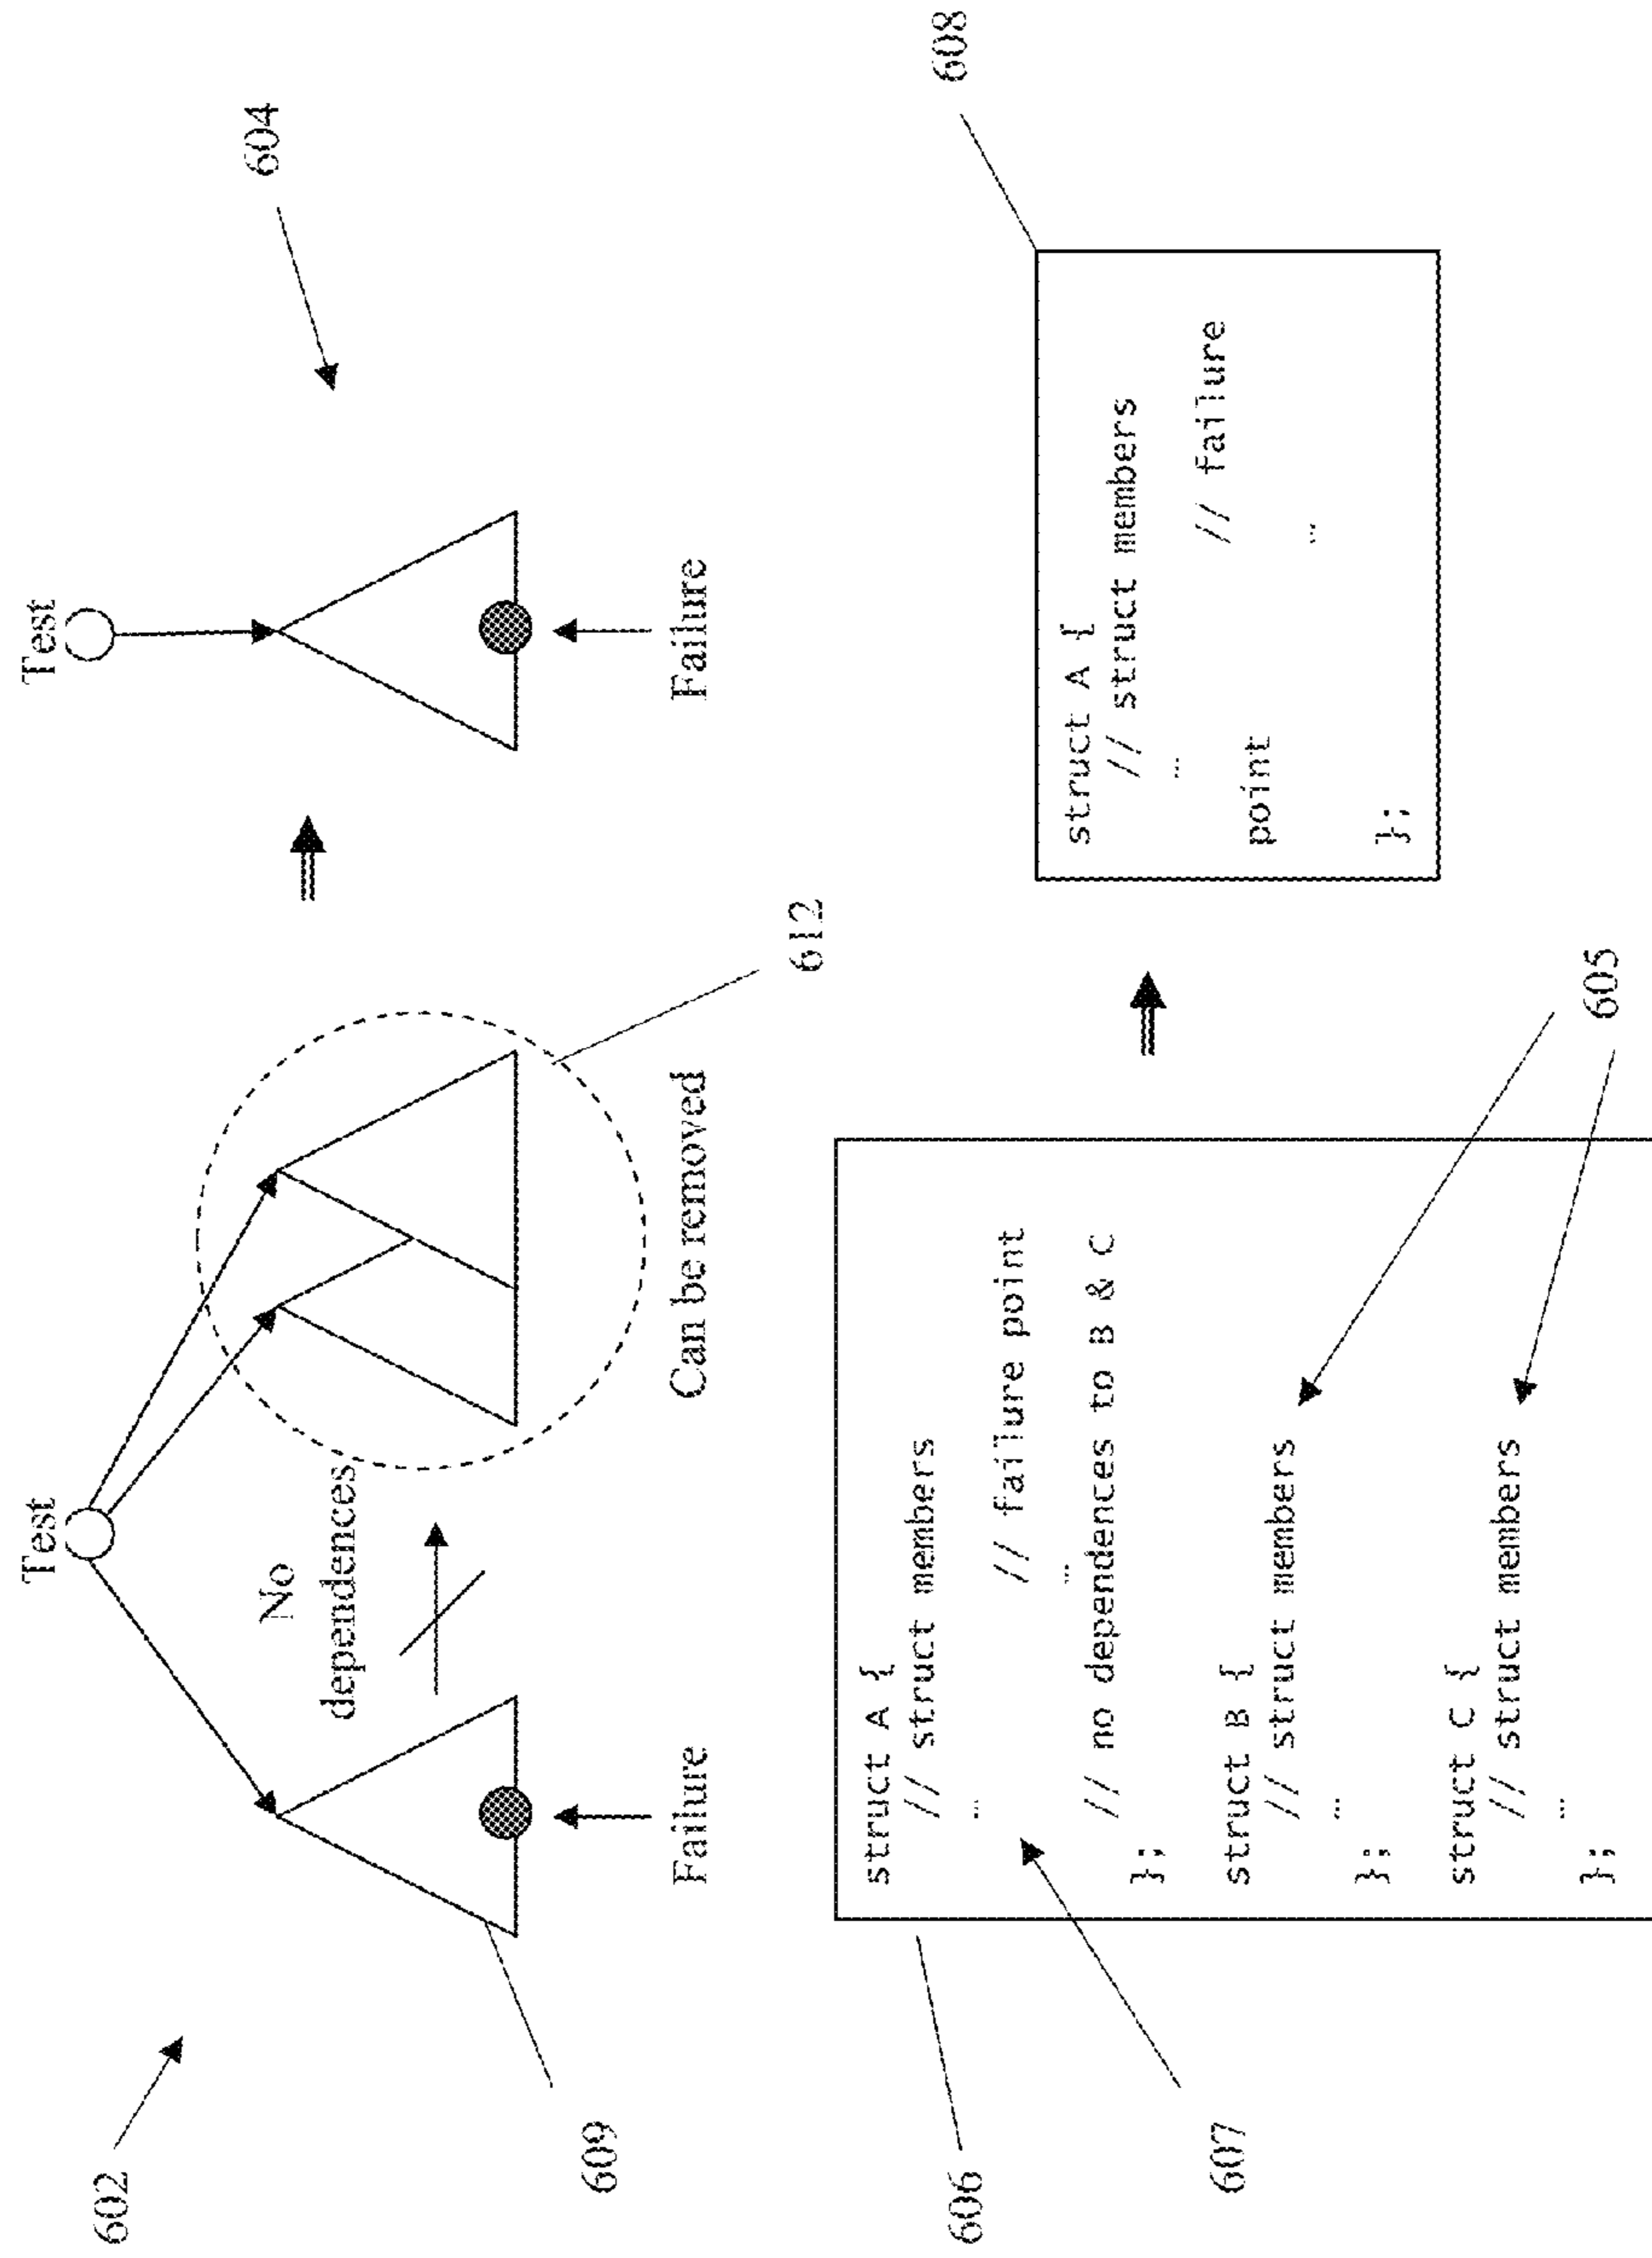 602
Test
No
dependences
Failure
609
Can be removed
612
Test
Failure
604
606
607
struct A {
// struct members
...
// failure point
...
// no dependences to B & C
};
struct B {
// struct members
...
};
struct C {
// struct members
...
};
605
608
struct A {
// struct members
...
// failure
point
...
};